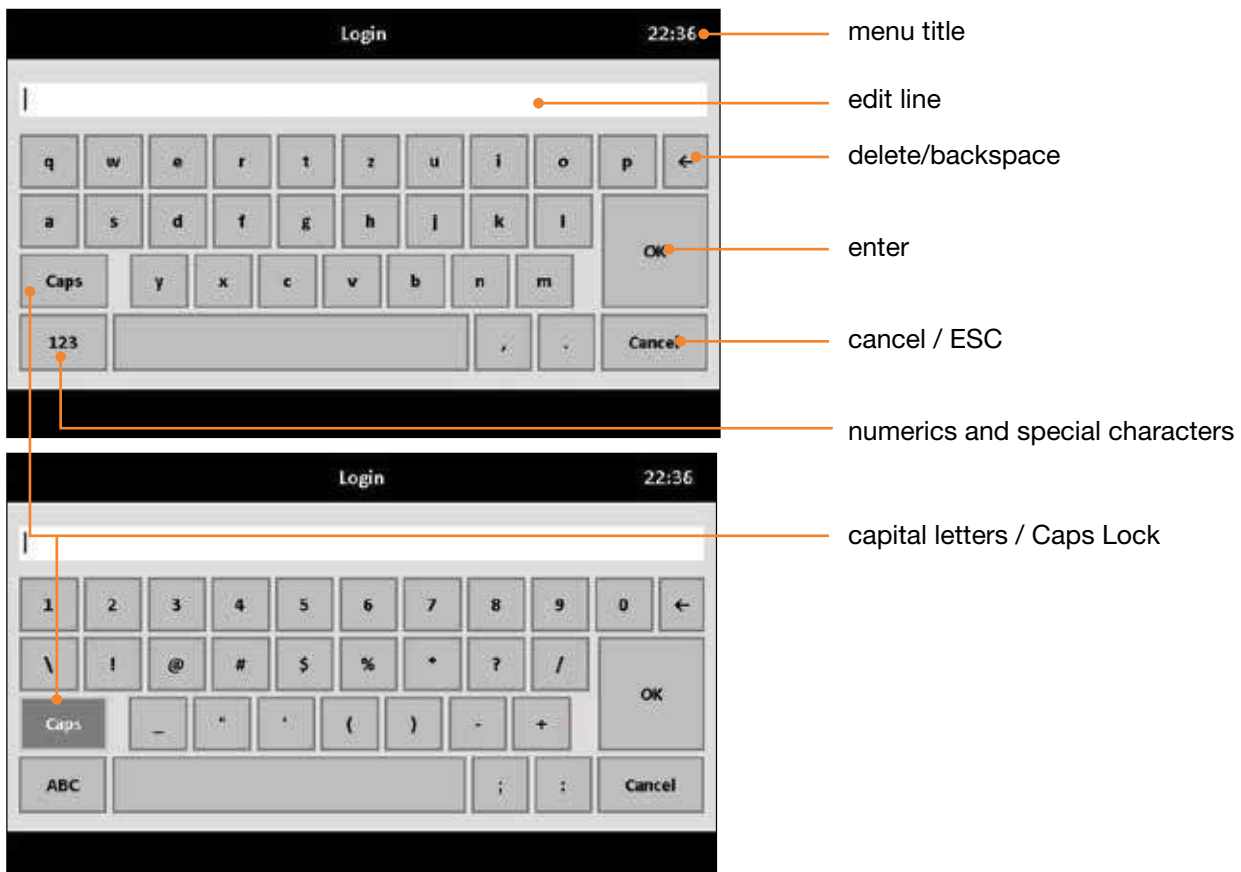 Login 22:36 menu title
edit line
q w e r t z u i o p ← delete/backspace
a s d f g h j k l
OK enter
Caps y x c v b n m
123 , . Cancel cancel / ESC
numerics and special characters
Login 22:36
capital letters / Caps Lock
1 2 3 4 5 6 7 8 9 0 ←
\ ! @ # $ % * ? /
OK
Caps _ " ' ( ) - +
ABC ; : Cancel